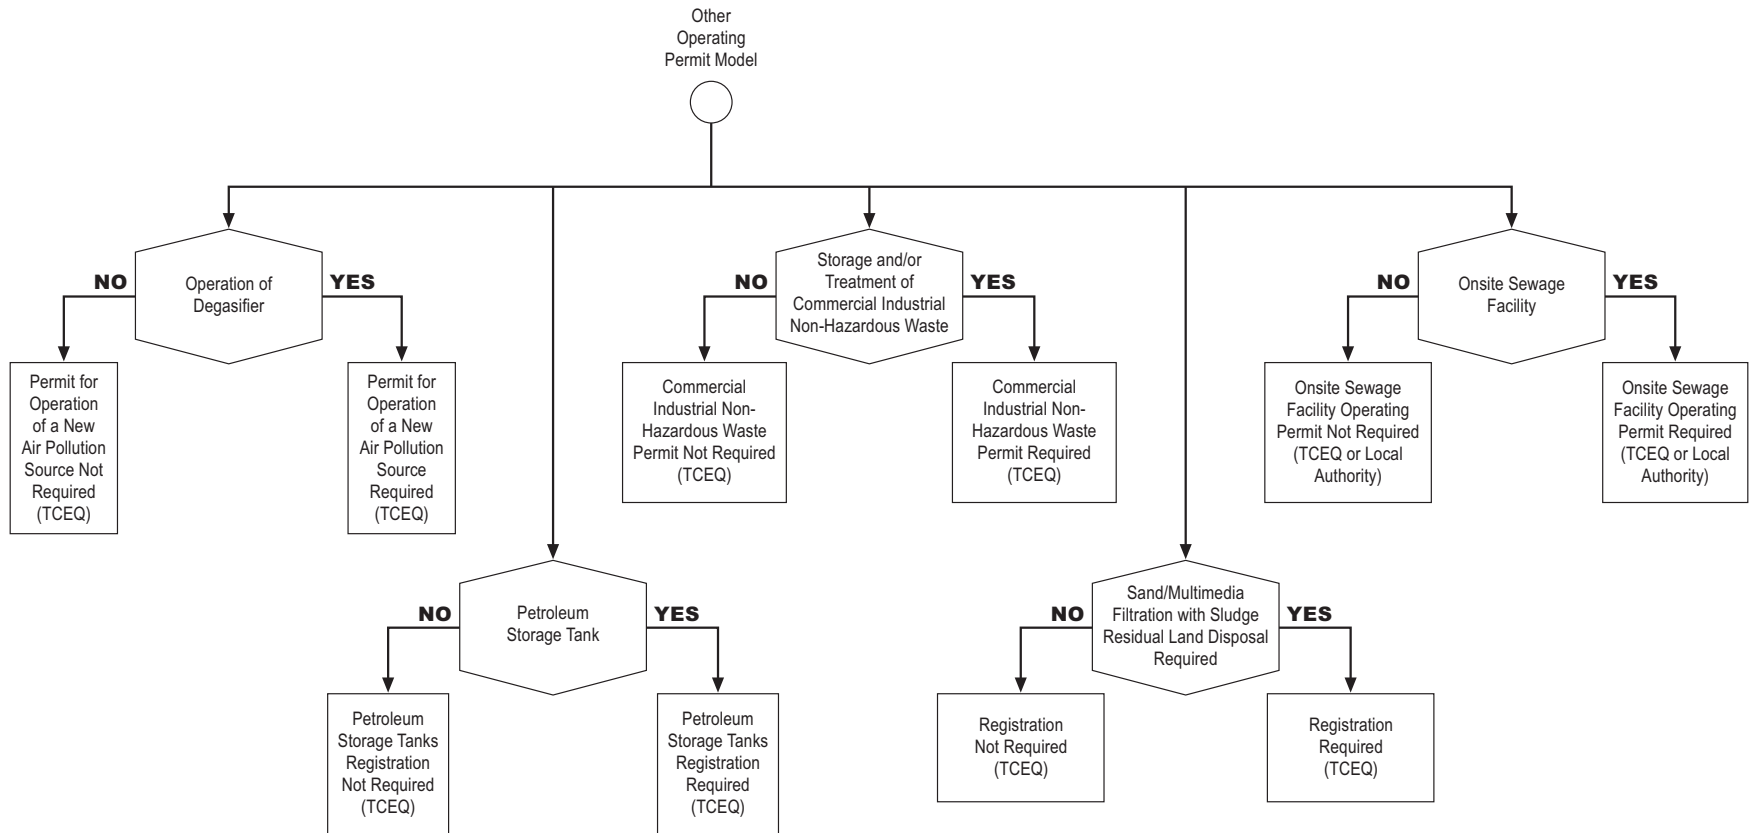 Other
Operating
Permit Model
NO
Operation of
Degasifier
YES
Permit for
Operation
of a New
Air Pollution
Source Not
Required
(TCEQ)
Permit for
Operation
of a New
Air Pollution
Source
Required
(TCEQ)
NO
Storage and/or
Treatment of
Commercial Industrial
Non-Hazardous Waste
YES
Commercial
Industrial Non-
Hazardous Waste
Permit Not Required
(TCEQ)
Commercial
Industrial Non-
Hazardous Waste
Permit Required
(TCEQ)
NO
Onsite Sewage
Facility
YES
Onsite Sewage
Facility Operating
Permit Not Required
(TCEQ or Local
Authority)
Onsite Sewage
Facility Operating
Permit Required
(TCEQ or Local
Authority)
NO
Petroleum
Storage Tank
YES
Petroleum
Storage Tanks
Registration
Not Required
(TCEQ)
Petroleum
Storage Tanks
Registration
Required
(TCEQ)
NO
Sand/Multimedia
Filtration with Sludge
Residual Land Disposal
Required
YES
Registration
Not Required
(TCEQ)
Registration
Required
(TCEQ)